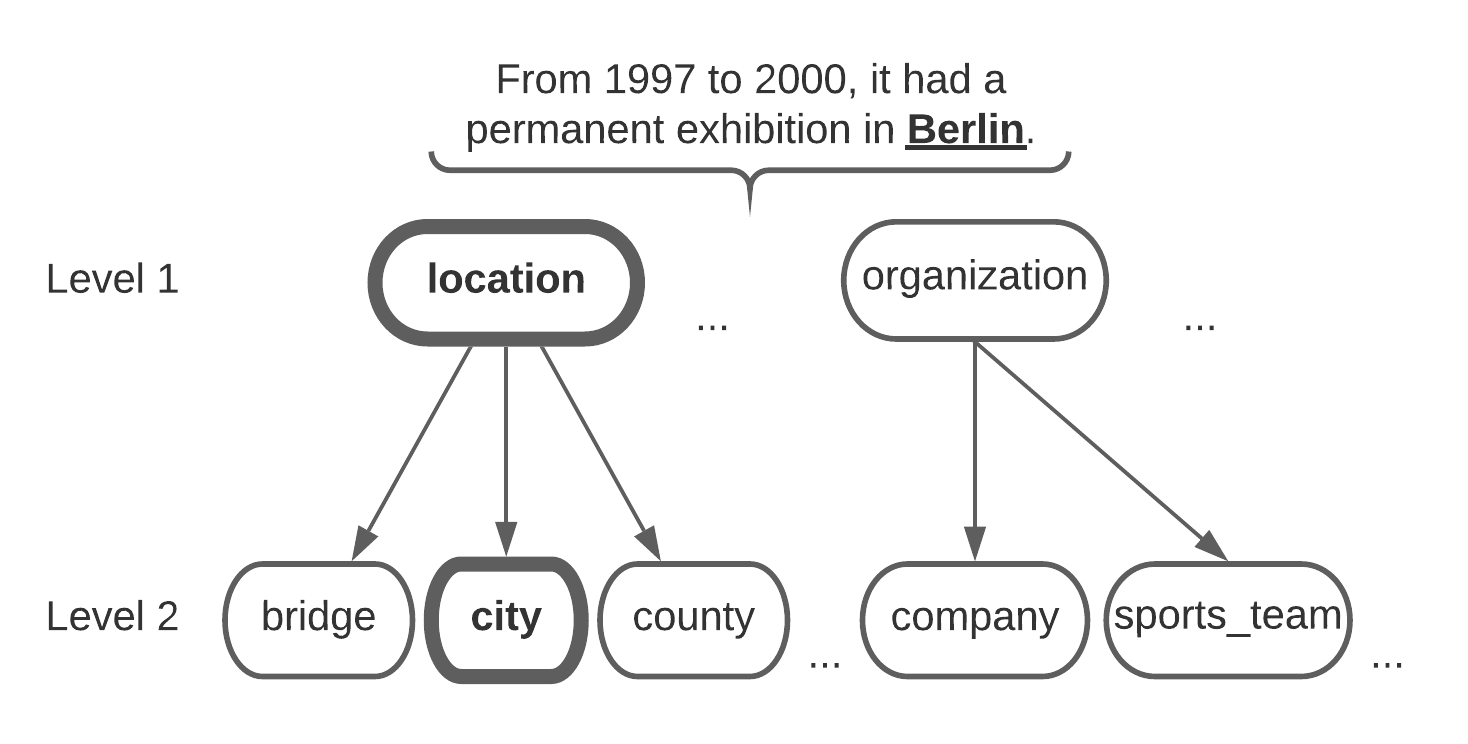 From 1997 to 2000, it had a
permanent exhibition in Berlin.
Level 1
location
...
organization
...
Level 2
bridge
city
county
...
company
sports_team
...